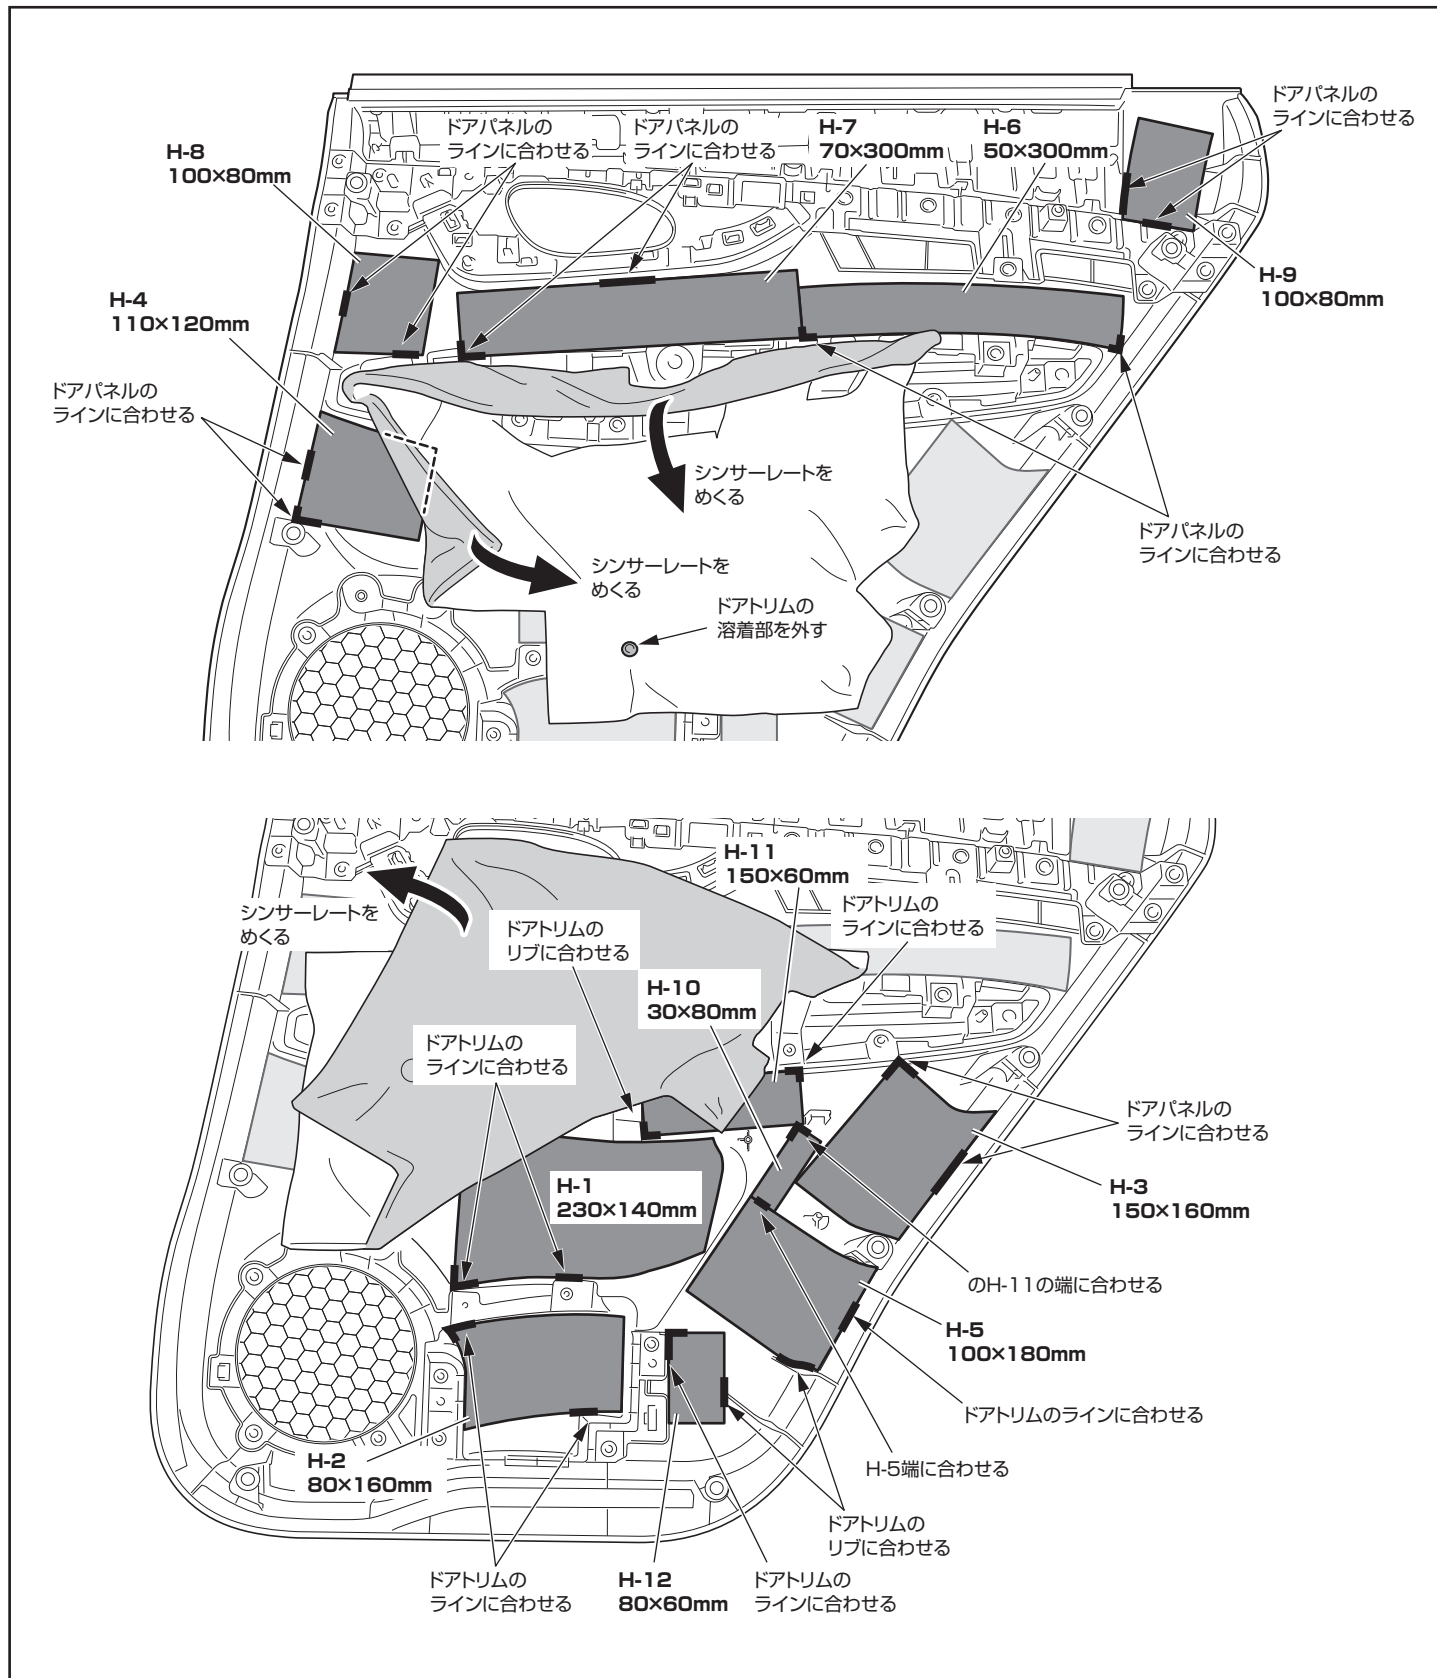 ドアパネルの
ラインに合わせる
ドアパネルの
ラインに合わせる
H-7
70×300mm
H-6
50×300mm
ドアパネルの
ラインに合わせる
H-8
100×80mm
H-9
100×80mm
H-4
110×120mm
ドアパネルの
ラインに合わせる
シンサーレートを
めくる
シンサーレートを
めくる
ドアパネルの
ラインに合わせる
ドアトリムの
溶着部を外す
H-11
150×60mm
ドアトリムの
ラインに合わせる
シンサーレートを
めくる
ドアトリムの
リブに合わせる
H-10
30×80mm
ドアトリムの
ラインに合わせる
ドアパネルの
ラインに合わせる
H-1
230×140mm
H-3
150×160mm
のH-11の端に合わせる
H-5
100×180mm
ドアトリムのラインに合わせる
H-2
80×160mm
H-5端に合わせる
ドアトリムの
リブに合わせる
ドアトリムの
ラインに合わせる
H-12
80×60mm
ドアトリムの
ラインに合わせる